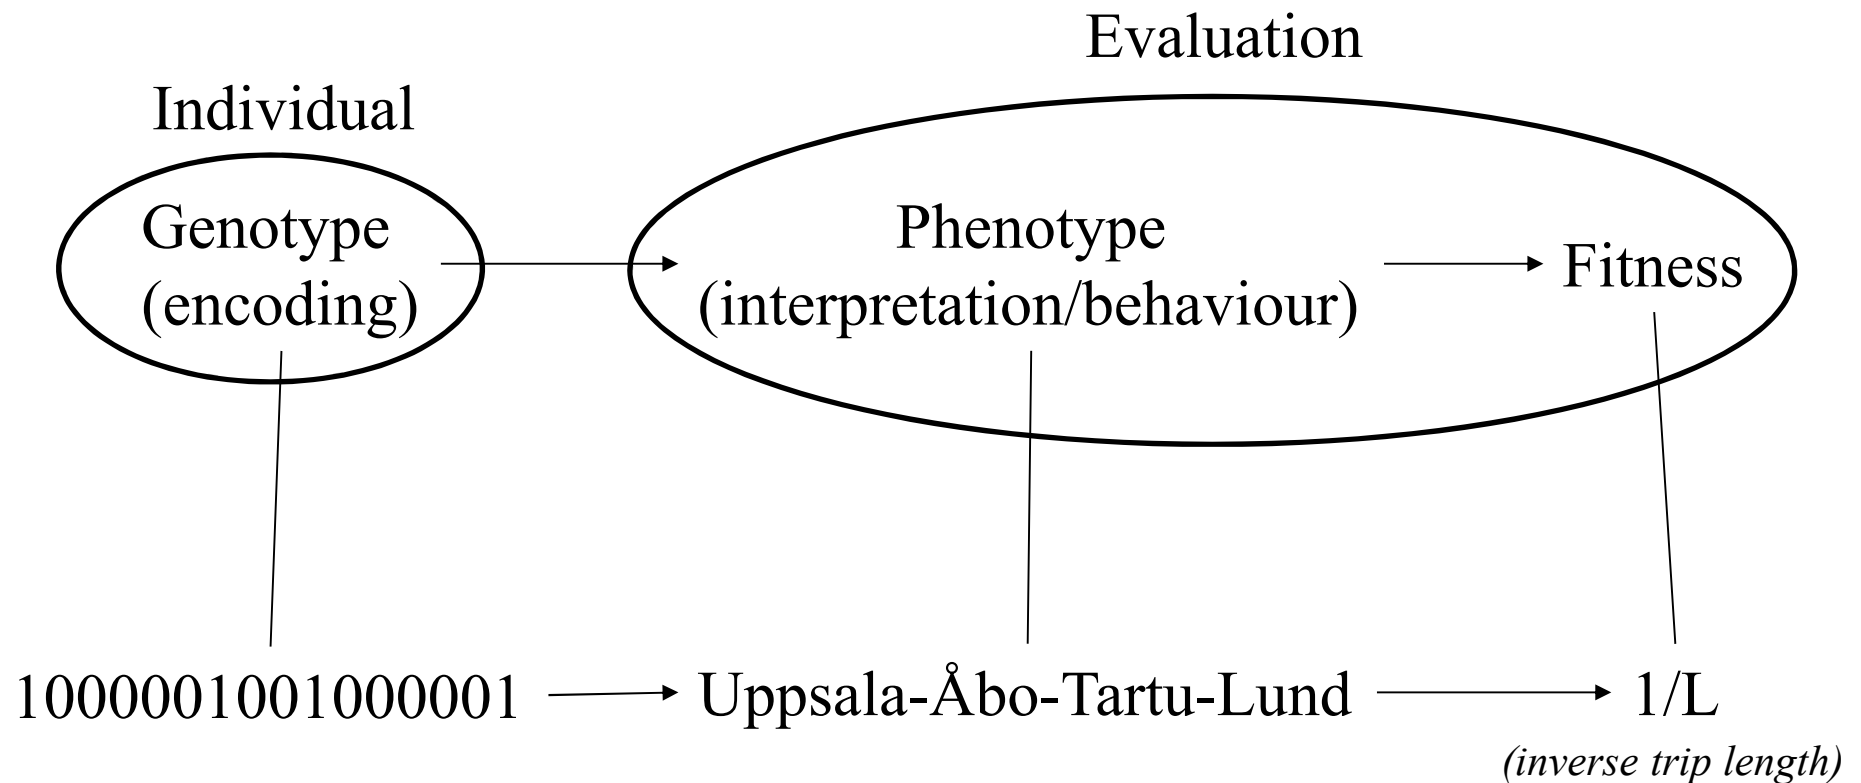 Evaluation
Individual
Genotype
(encoding)
Phenotype
(interpretation/behaviour)
Fitness
1000001001000001
Uppsala-Åbo-Tartu-Lund
1/L
(inverse trip length)